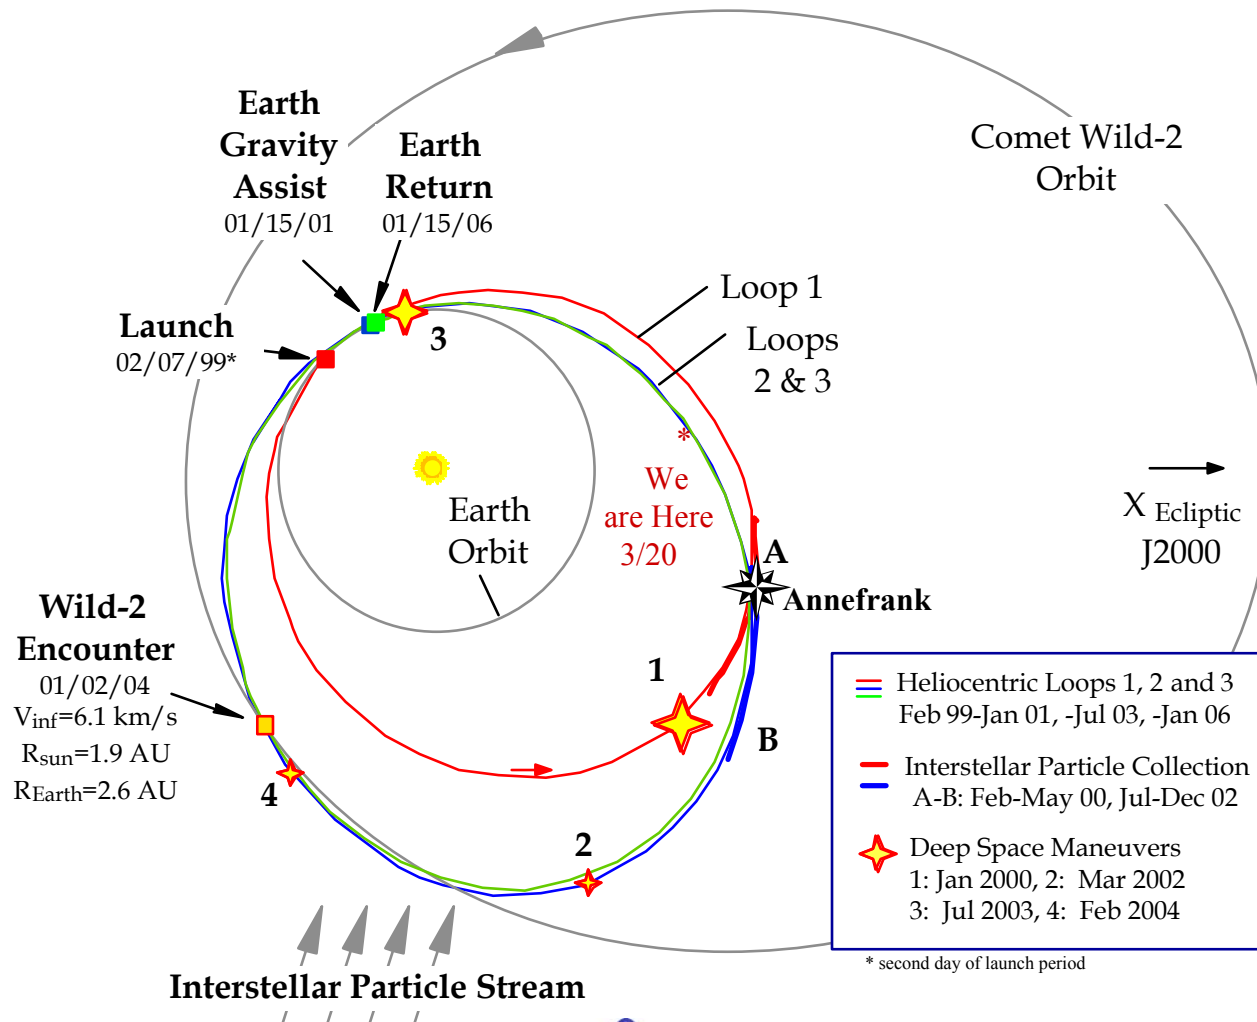 Earth
Gravity
Assist
01/15/01
Earth
Return
01/15/06
Comet Wild-2
Orbit
Launch
02/07/99*
3
Loop 1
Loops
2 & 3
*
We
are Here
3/20
Earth
Orbit
X Ecliptic
J2000
A
Annefrank
Wild-2
Encounter
01/02/04
Vinf=6.1 km/s
Rsun=1.9 AU
REarth=2.6 AU
1
B
4
2
Heliocentric Loops 1, 2 and 3
Feb 99-Jan 01, -Jul 03, -Jan 06
Interstellar Particle Collection
A-B: Feb-May 00, Jul-Dec 02
Deep Space Maneuvers
1: Jan 2000, 2: Mar 2002
3: Jul 2003, 4: Feb 2004
* second day of launch period
Interstellar Particle Stream